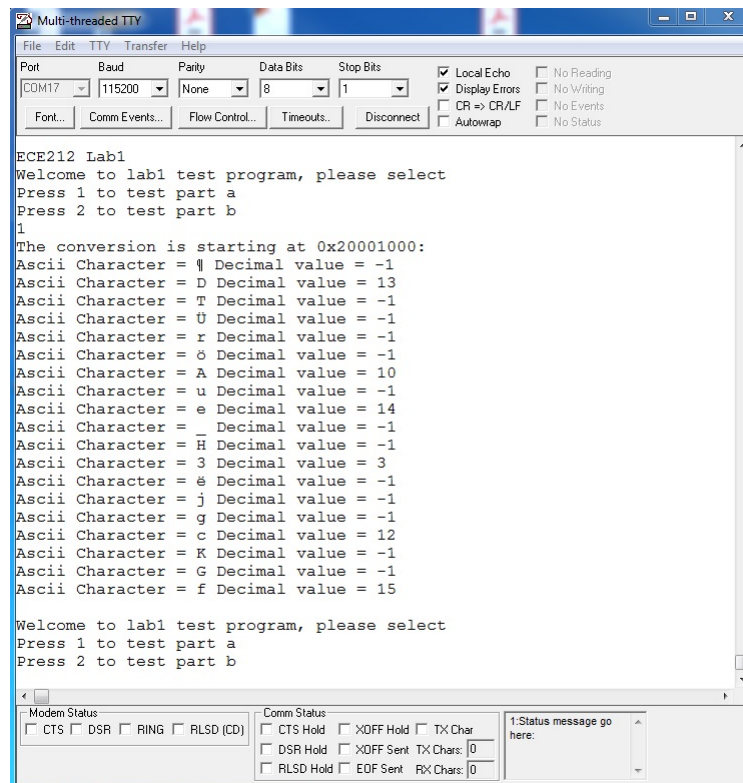 Multi-threaded TTY
File Edit TTY Transfer Help
Port Baud Parity Data Bits Stop Bits
COM17 115200 None 8 1
Local Echo No Reading
Display Errors No Writing
CR => CR/LF No Events
Autowrap No Status
Font... Comm Events... Flow Control... Timeouts.. Disconnect
ECE212 Lab1
Welcome to lab1 test program, please select
Press 1 to test part a
Press 2 to test part b
1
The conversion is starting at 0x20001000:
Ascii Character = ¶ Decimal value = -1
Ascii Character = D Decimal value = 13
Ascii Character = T Decimal value = -1
Ascii Character = Ü Decimal value = -1
Ascii Character = r Decimal value = -1
Ascii Character = ö Decimal value = -1
Ascii Character = A Decimal value = 10
Ascii Character = u Decimal value = -1
Ascii Character = e Decimal value = 14
Ascii Character = _ Decimal value = -1
Ascii Character = H Decimal value = -1
Ascii Character = 3 Decimal value = 3
Ascii Character = ë Decimal value = -1
Ascii Character = j Decimal value = -1
Ascii Character = g Decimal value = -1
Ascii Character = c Decimal value = 12
Ascii Character = K Decimal value = -1
Ascii Character = G Decimal value = -1
Ascii Character = f Decimal value = 15
Welcome to lab1 test program, please select
Press 1 to test part a
Press 2 to test part b
Modem Status
CTS DSR RING RLSD (CD)
Comm Status
CTS Hold XOFF Hold TX Char
DSR Hold XOFF Sent TX Chars: 0
RLSD Hold EOF Sent RX Chars: 0
1:Status message go
here: